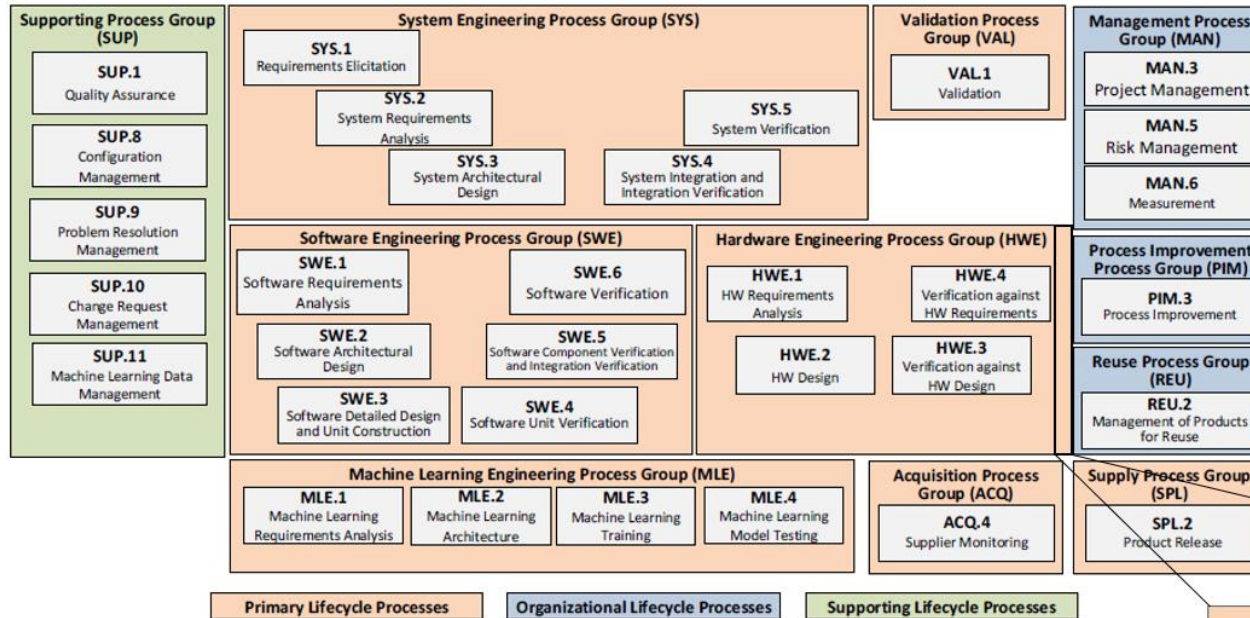 Supporting Process Group
(SUP)
SUP.1
Quality Assurance
SUP.8
Configuration
Management
SUP.9
Problem Resolution
Management
SUP.10
Change Request
Management
SUP.11
Machine Learning Data
Management
System Engineering Process Group (SYS)
SYS.1
Requirements Elicitation
SYS.2
System Requirements
Analysis
SYS.3
System Architectural
Design
SYS.4
System Integration and
Integration Verification
SYS.5
System Verification
Validation Process
Group (VAL)
VAL.1
Validation
Management Process
Group (MAN)
MAN.3
Project Management
MAN.5
Risk Management
MAN.6
Measurement
Software Engineering Process Group (SWE)
SWE.1
Software Requirements
Analysis
SWE.2
Software Architectural
Design
SWE.3
Software Detailed Design
and Unit Construction
SWE.4
Software Unit Verification
SWE.5
Software Component Verification
and Integration Verification
SWE.6
Software Verification
Hardware Engineering Process Group (HWE)
HWE.1
HW Requirements
Analysis
HWE.2
HW Design
HWE.3
Verification against
HW Design
HWE.4
Verification against
HW Requirements
Process Improvement
Process Group (PIM)
PIM.3
Process Improvement
Reuse Process Group
(REU)
REU.2
Management of Products
for Reuse
Machine Learning Engineering Process Group (MLE)
MLE.1
Machine Learning
Requirements Analysis
MLE.2
Machine Learning
Architecture
MLE.3
Machine Learning
Training
MLE.4
Machine Learning
Model Testing
Acquisition Process
Group (ACQ)
ACQ.4
Supplier Monitoring
Supply Process Group
(SPL)
SPL.2
Product Release
Primary Lifecycle Processes
Organizational Lifecycle Processes
Supporting Lifecycle Processes